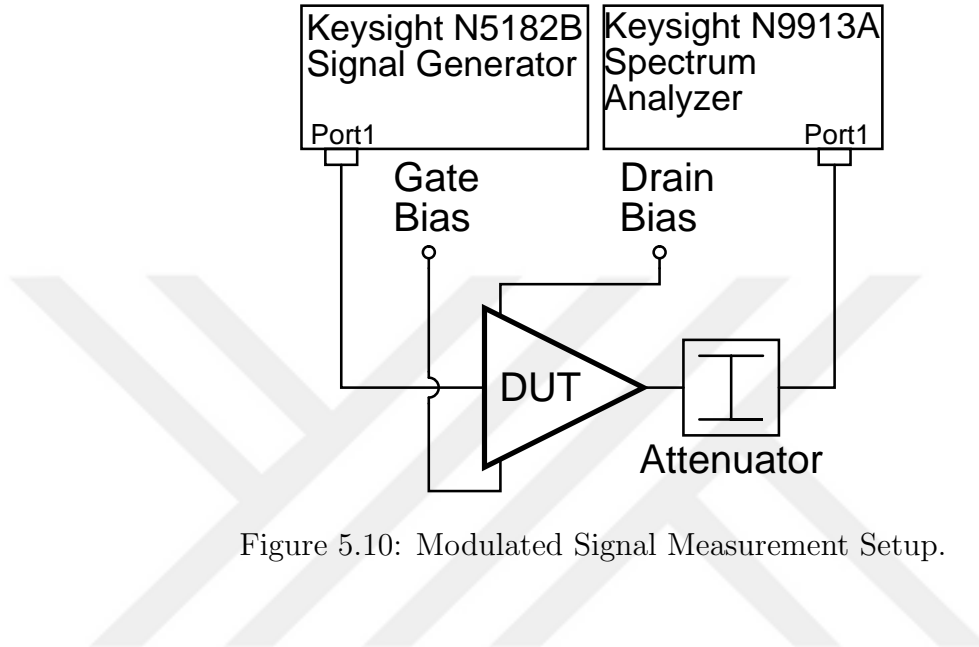 Keysight N5182B
Signal Generator
Port1
Keysight N9913A
Spectrum
Analyzer
Port1
Gate
Bias
Drain
Bias
DUT
Attenuator
Figure 5.10: Modulated Signal Measurement Setup.